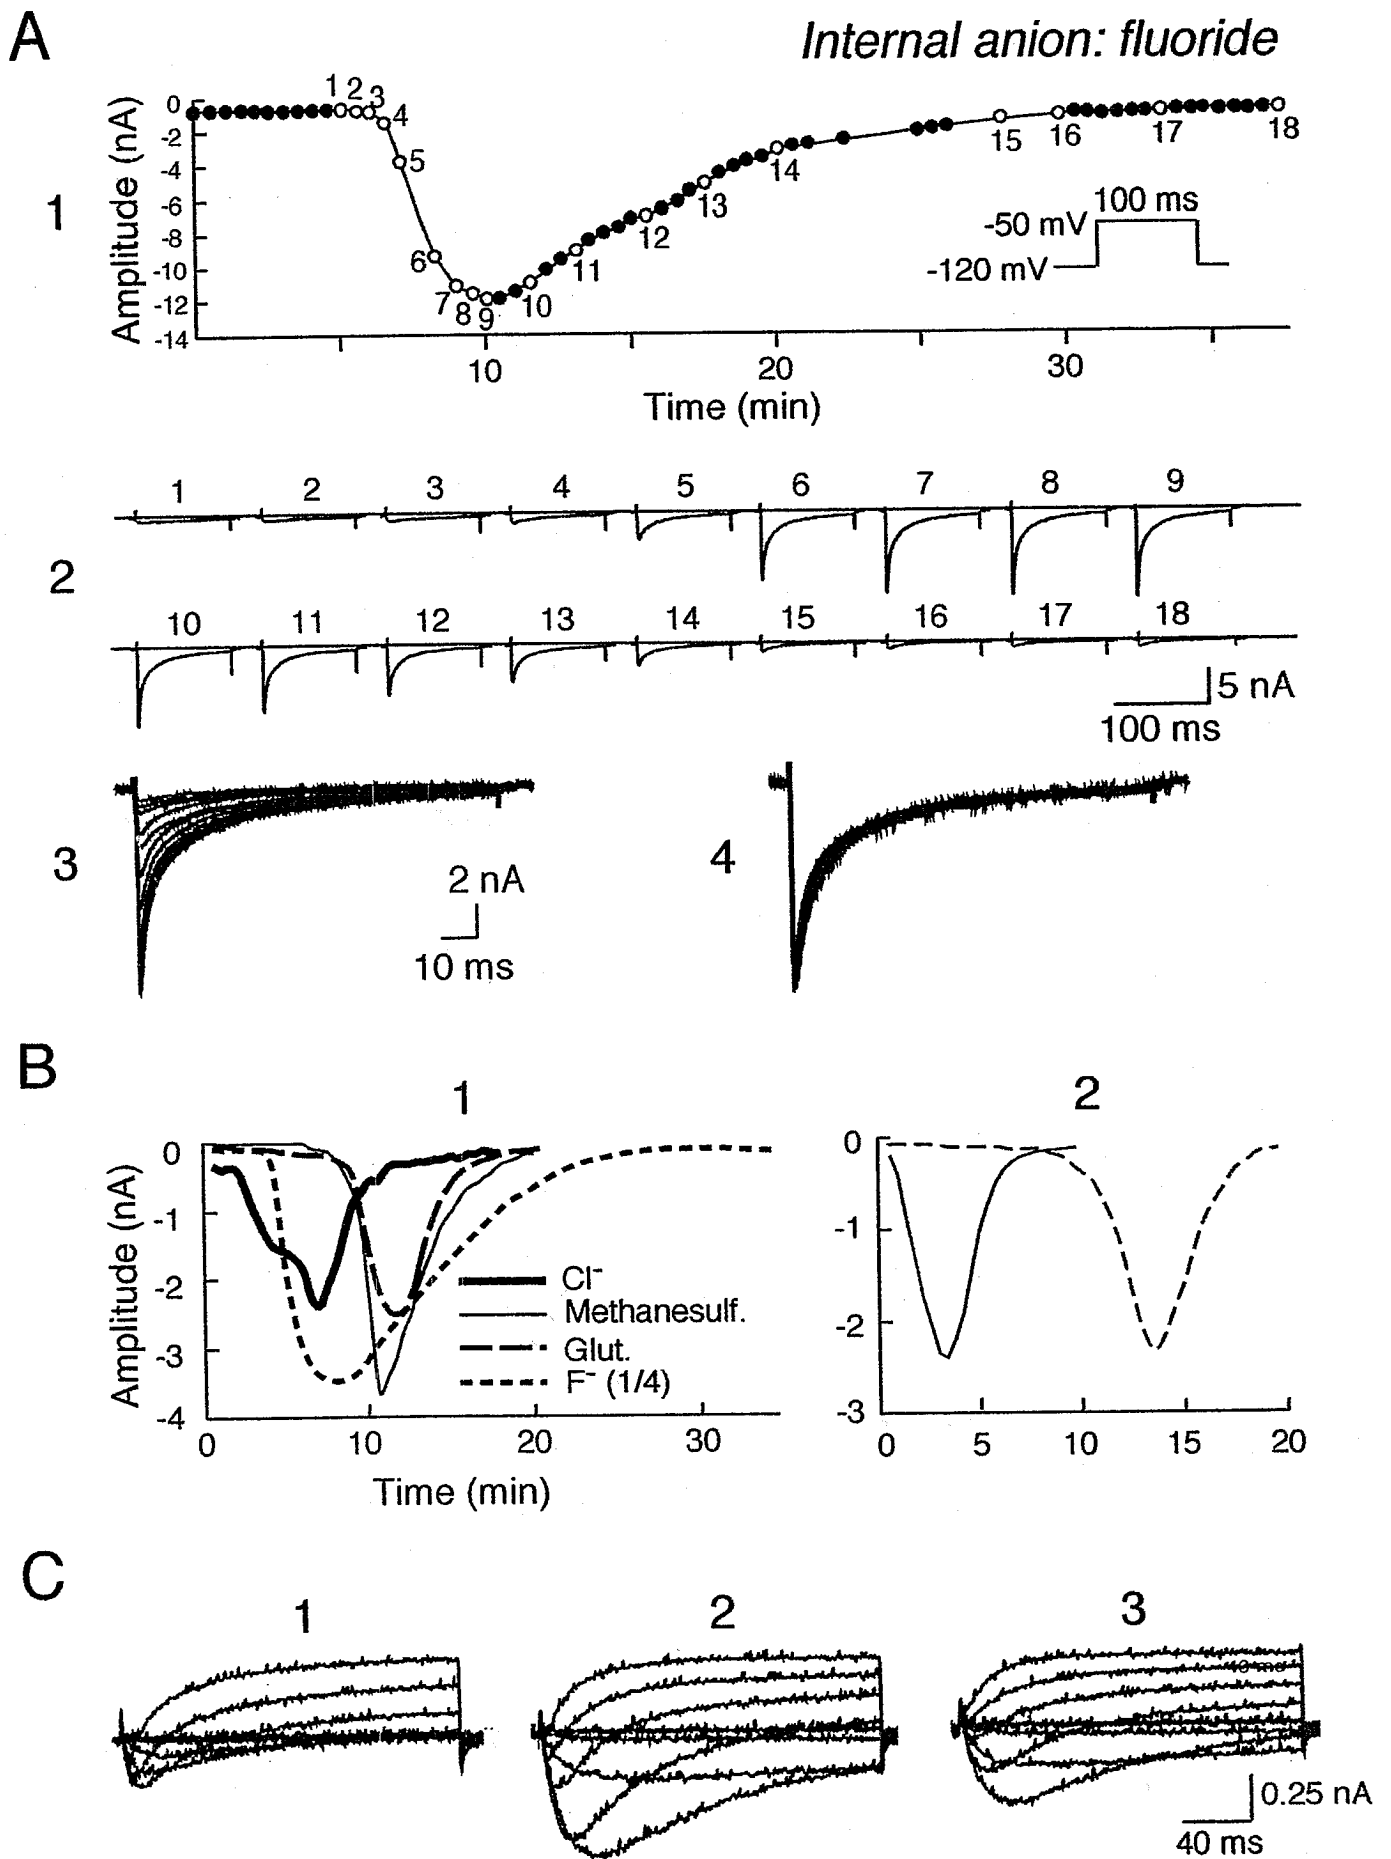 A
Internal anion: fluoride
1
Amplitude (nA)
0
-2
-4
-6
-8
-10
-12
-14
1 2 3 4 5 6 7 8 9 10 11 12 13 14 15 16 17 18
-50 mV
100 ms
-120 mV
10 20 30
Time (min)
2
1 2 3 4 5 6 7 8 9
10 11 12 13 14 15 16 17 18
5 nA
100 ms
3
2 nA
10 ms
4
B
1
Amplitude (nA)
0
-1
-2
-3
-4
Cl⁻
Methanesulf.
Glut.
F⁻ (1/4)
0 10 20 30
Time (min)
2
0
-1
-2
-3
0 5 10 15 20
C
1 2 3
0.25 nA
40 ms